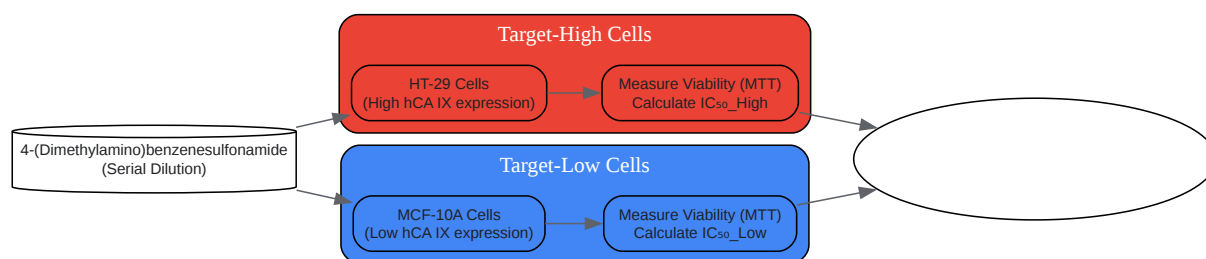 Target-High Cells
HT-29 Cells
(High hCA IX expression)
Measure Viability (MTT)
Calculate IC₅₀_High
4-(Dimethylamino)benzenesulfonamide
(Serial Dilution)
Target-Low Cells
MCF-10A Cells
(Low hCA IX expression)
Measure Viability (MTT)
Calculate IC₅₀_Low